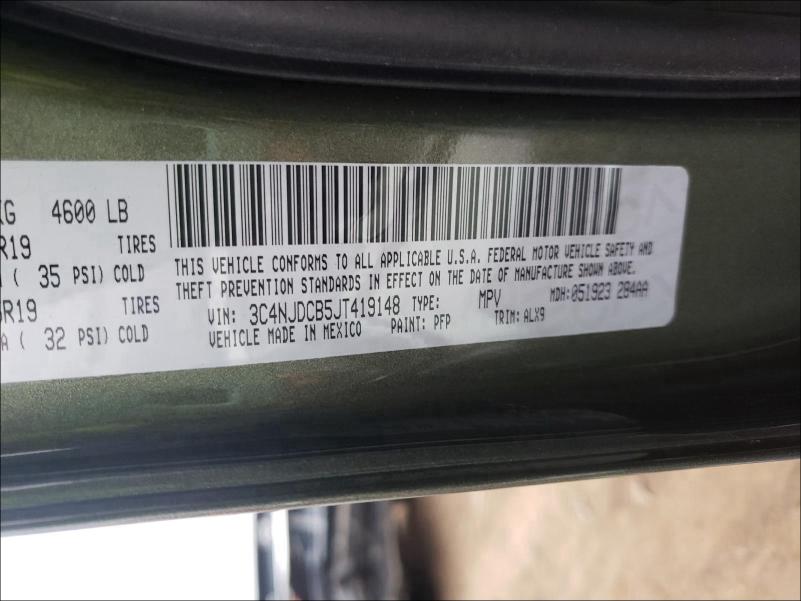 KG 4600 LB
R19 TIRES
( 35 PSI) COLD
R19 TIRES
A ( 32 PSI) COLD
THIS VEHICLE CONFORMS TO ALL APPLICABLE U.S.A. FEDERAL MOTOR VEHICLE SAFETY AND
THEFT PREVENTION STANDARDS IN EFFECT ON THE DATE OF MANUFACTURE SHOWN ABOVE.
VIN: 3C4NJDCB5JT419148 TYPE: MPV MDH:051923 284AA
VEHICLE MADE IN MEXICO PAINT: PFP TRIM: ALX9